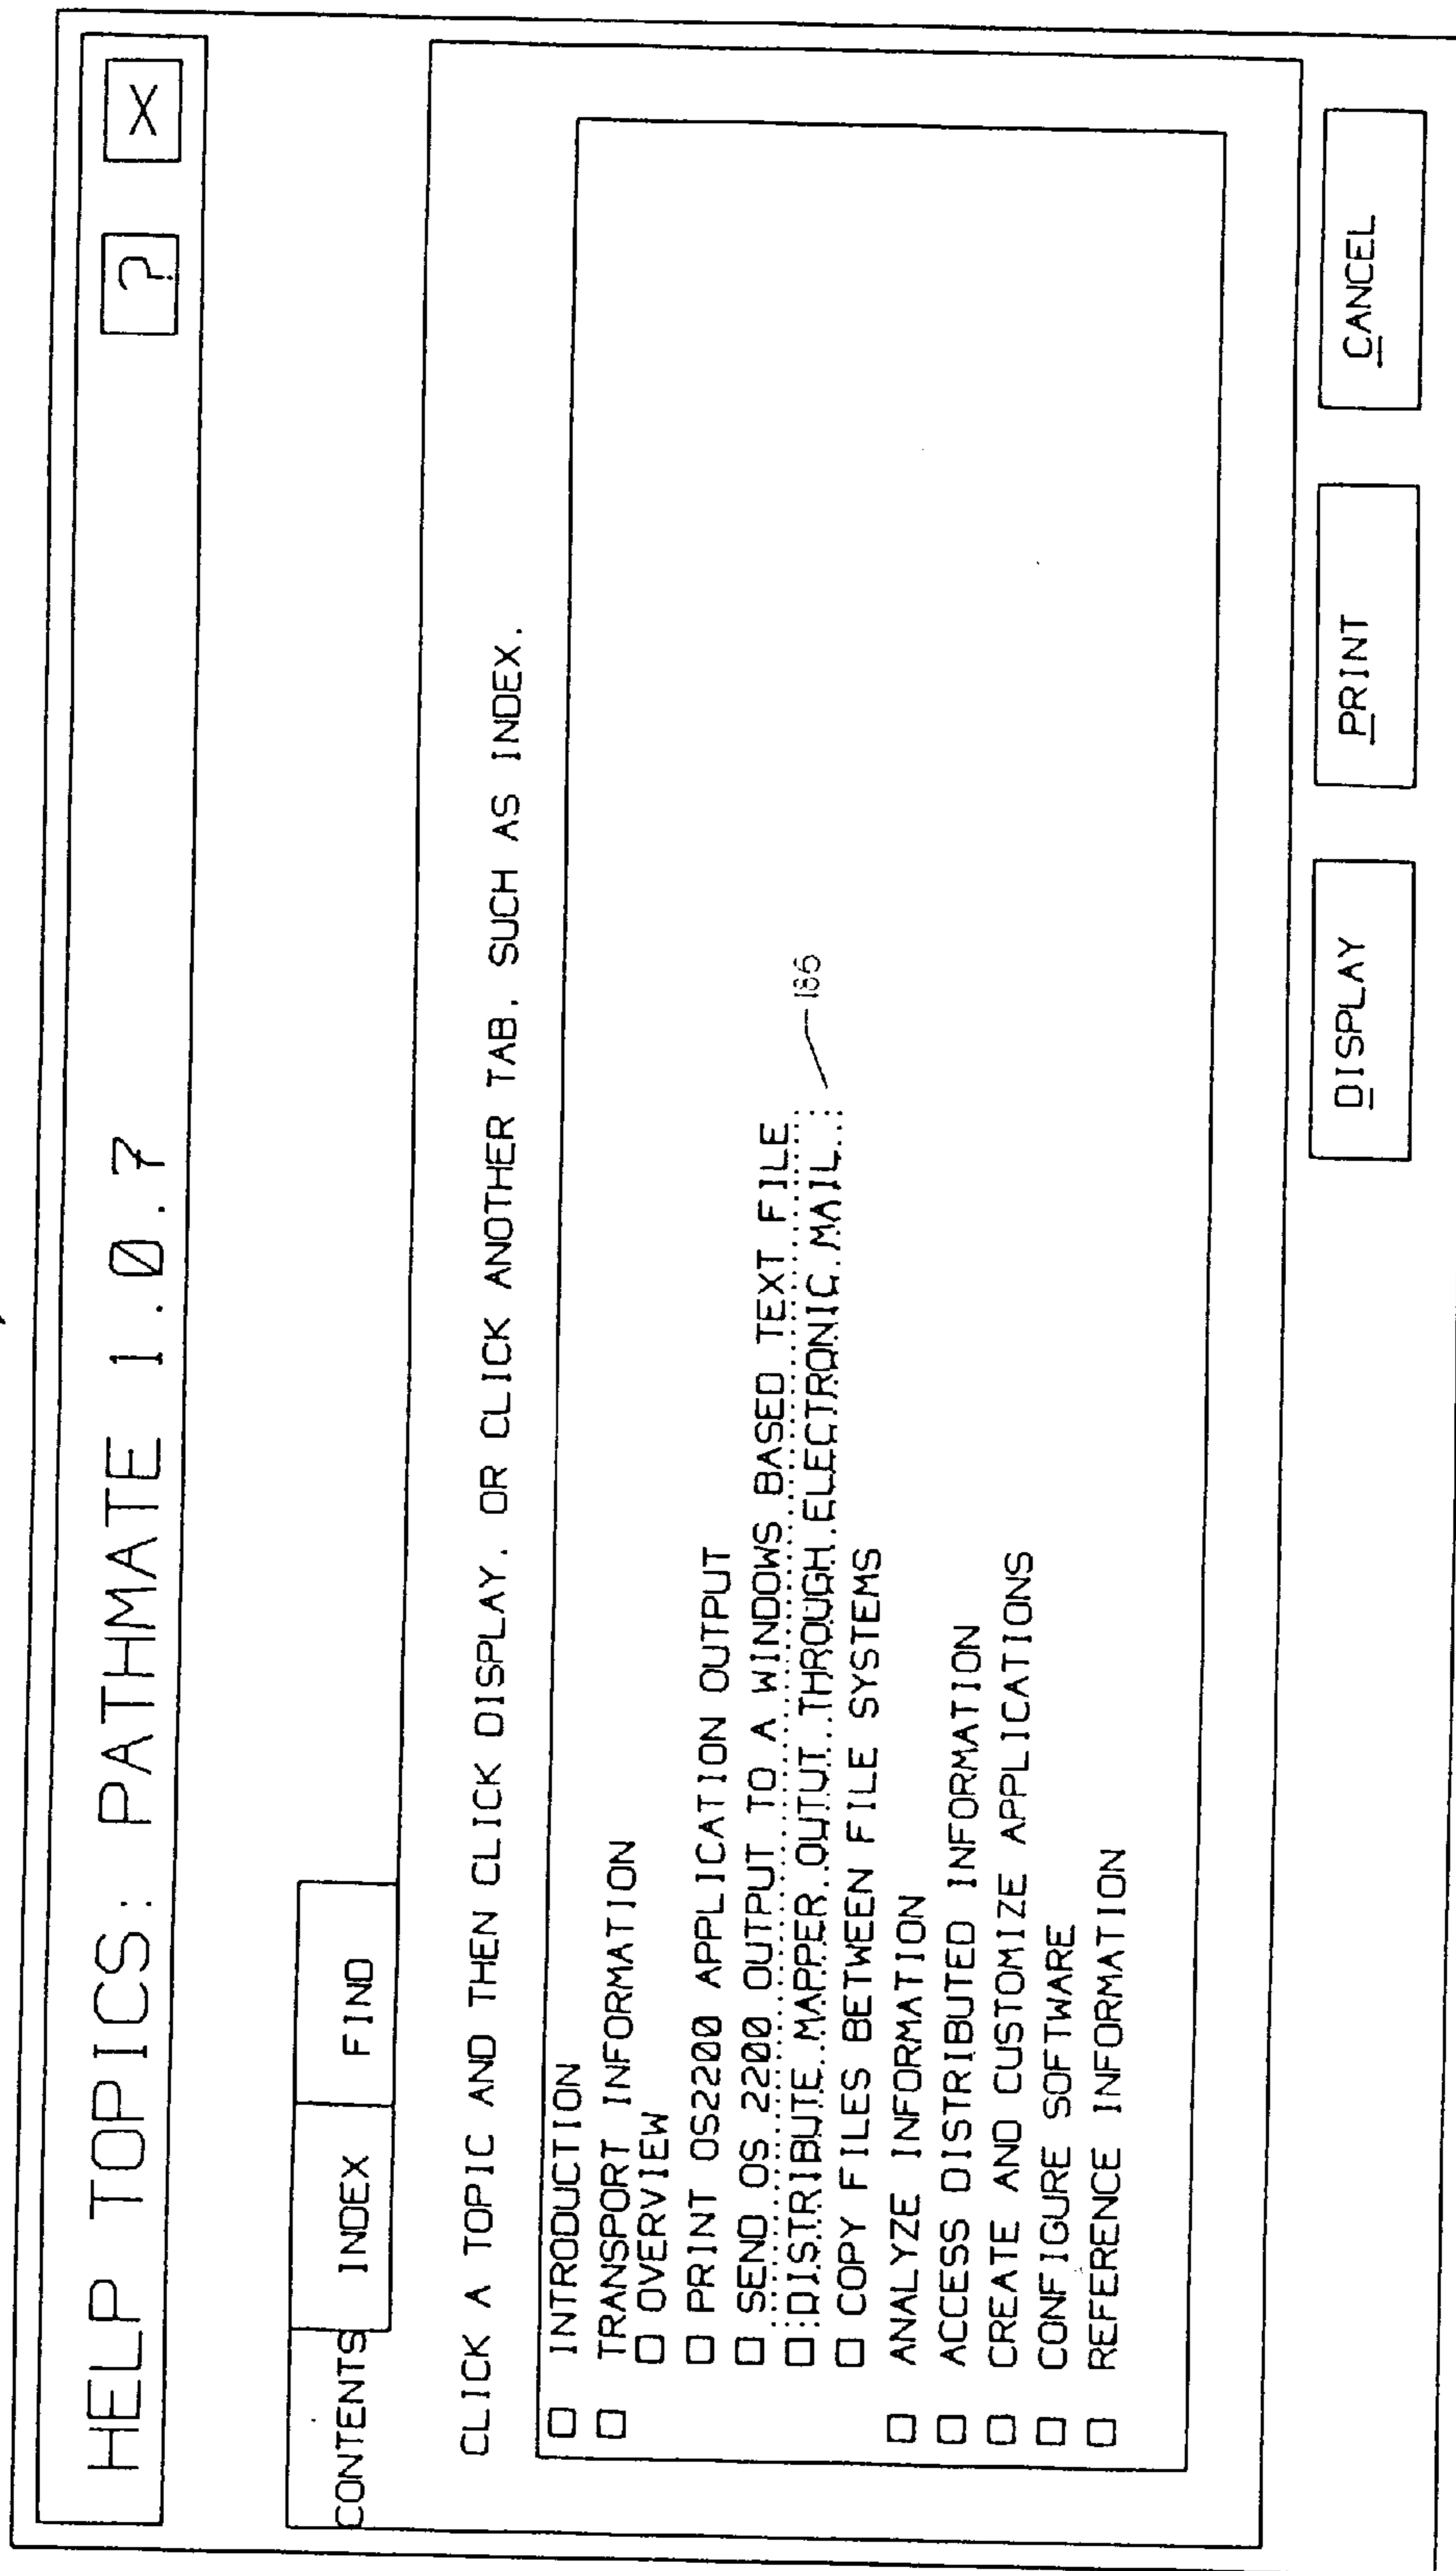 HELP TOPICS: PATHMATE 1.0.7
? X
CONTENTS INDEX FIND
CLICK A TOPIC AND THEN CLICK DISPLAY. OR CLICK ANOTHER TAB. SUCH AS INDEX.
INTRODUCTION
TRANSPORT INFORMATION
OVERVIEW
PRINT OS2200 APPLICATION OUTPUT
SEND OS 2200 OUTPUT TO A WINDOWS BASED TEXT FILE
DISTRIBUTE MAPPER OUTUT THROUGH ELECTRONIC MAIL
186
COPY FILES BETWEEN FILE SYSTEMS
ANALYZE INFORMATION
ACCESS DISTRIBUTED INFORMATION
CREATE AND CUSTOMIZE APPLICATIONS
CONFIGURE SOFTWARE
REFERENCE INFORMATION
DISPLAY PRINT CANCEL